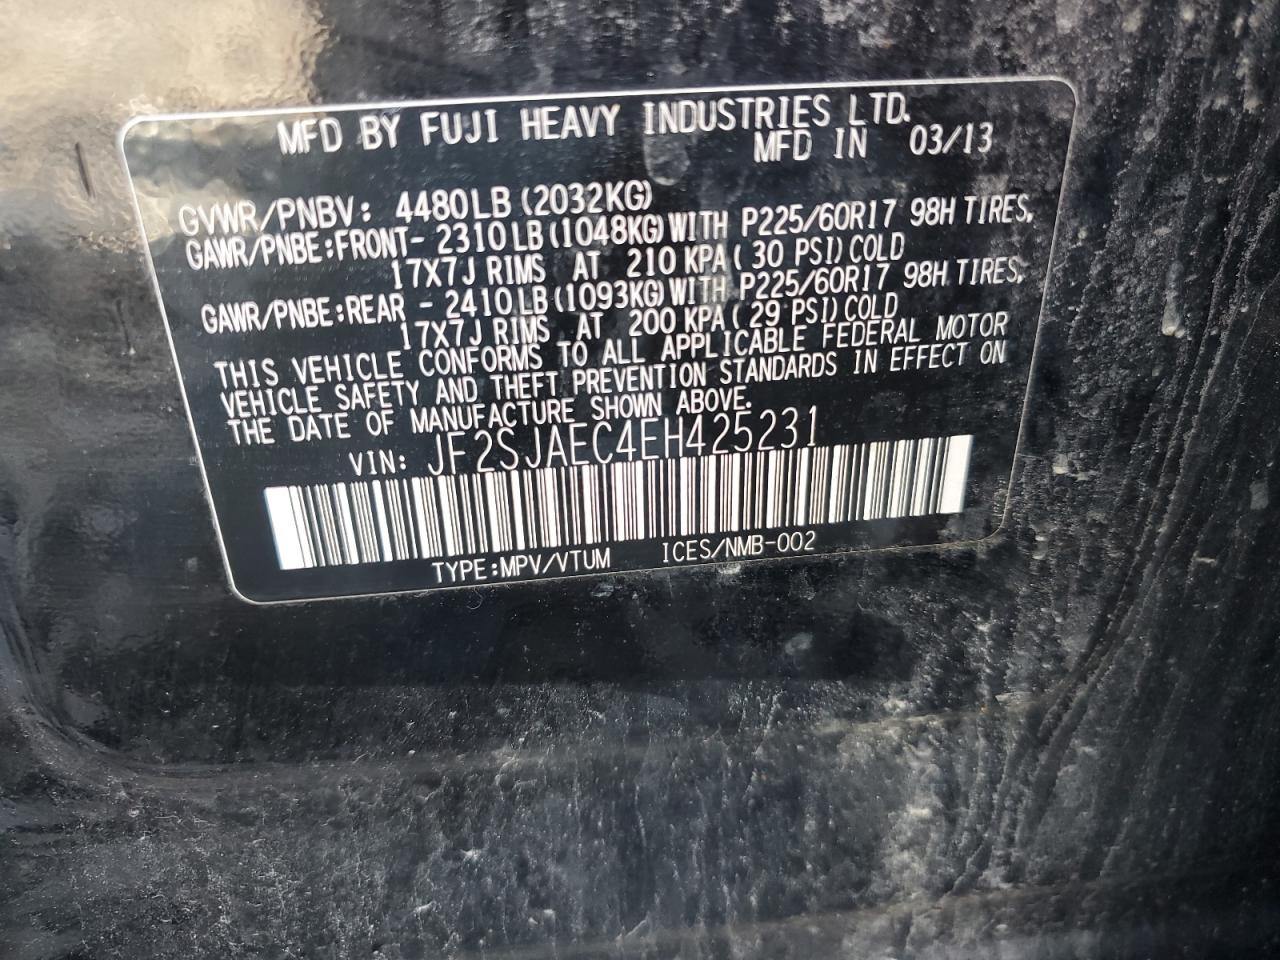 MFD BY FUJI HEAVY INDUSTRIES LTD.
MFD IN 03/13
GVWR/PNBV: 4480LB (2032KG)
GAWR/PNBE:FRONT- 2310LB(1048KG)WITH P225/60R17 98H TIRES,
17X7J RIMS AT 210 KPA( 30 PSI)COLD
GAWR/PNBE:REAR - 2410LB(1093KG)WITH P225/60R17 98H TIRES,
17X7J RIMS AT 200 KPA( 29 PSI)COLD
THIS VEHICLE CONFORMS TO ALL APPLICABLE FEDERAL MOTOR
VEHICLE SAFETY AND THEFT PREVENTION STANDARDS IN EFFECT ON
THE DATE OF MANUFACTURE SHOWN ABOVE.
VIN: JF2SJAEC4EH425231
TYPE:MPV/VTUM ICES/NMB-002